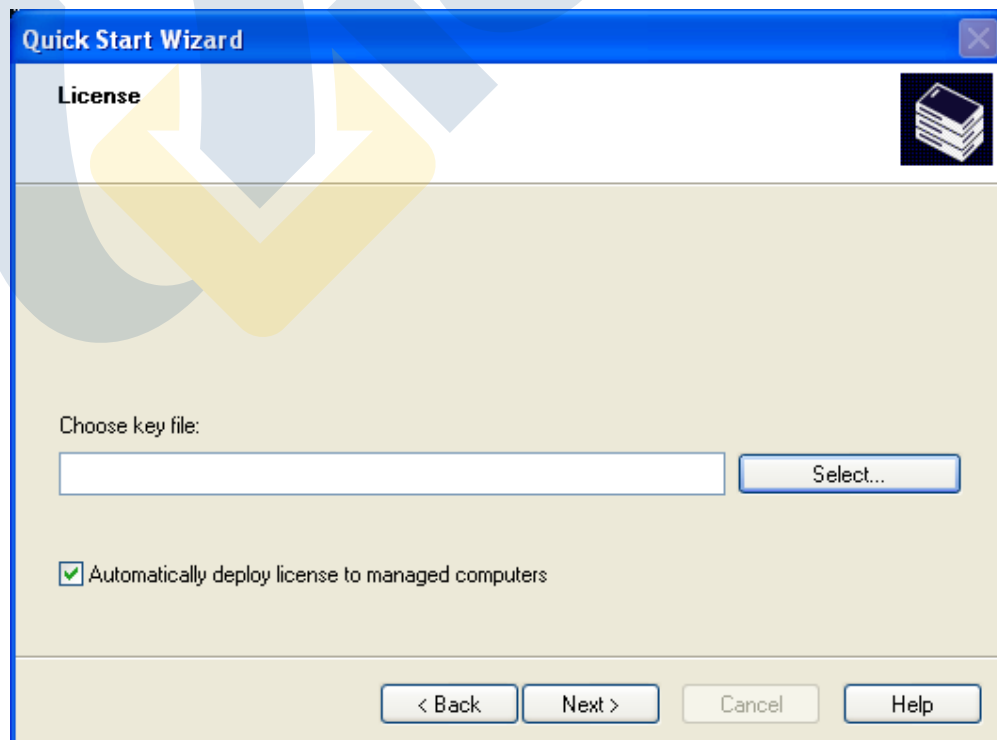 Quick Start Wizard
License
Choose key file:
Select...
Automatically deploy license to managed computers
< Back Next > Cancel Help